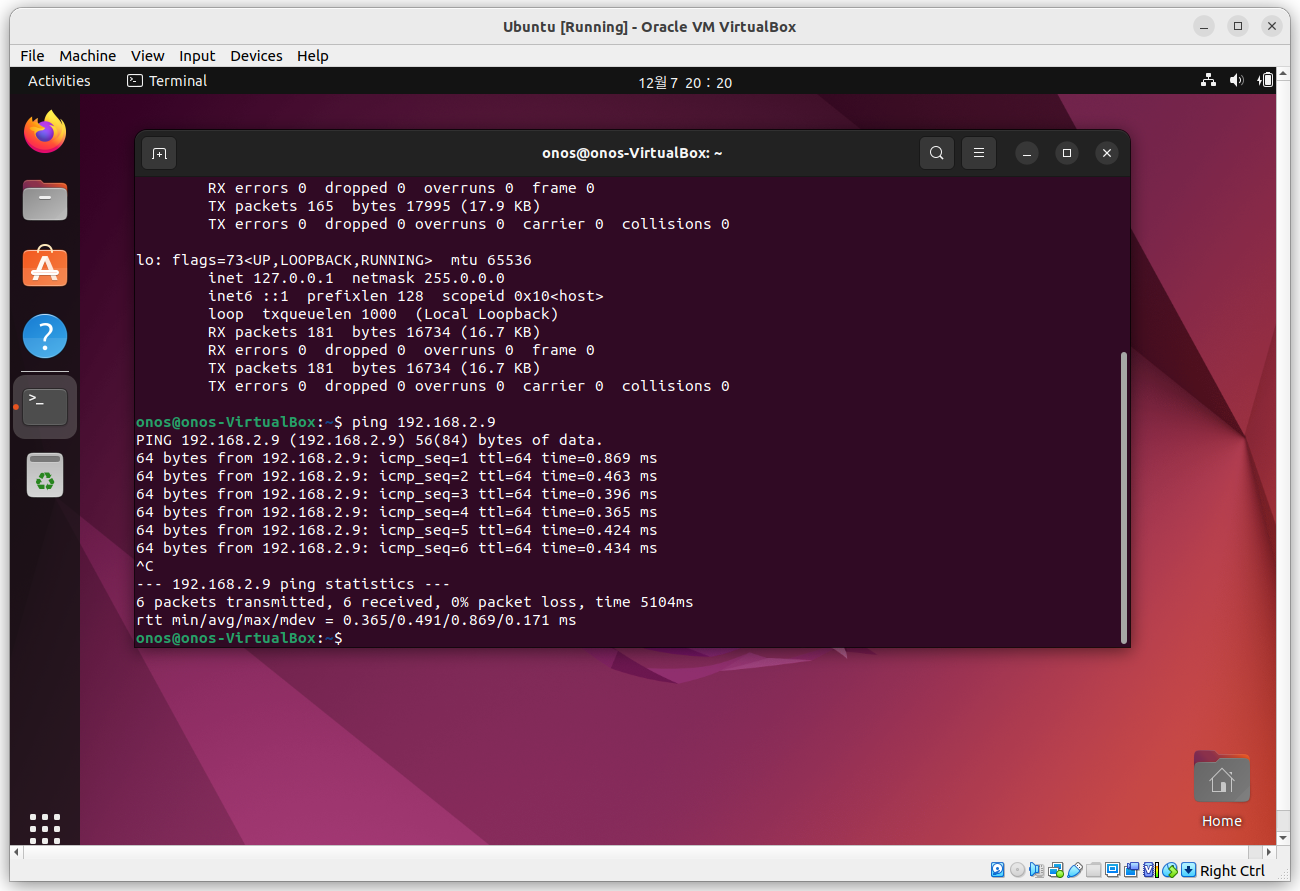 Ubuntu [Running] - Oracle VM VirtualBox
File Machine View Input Devices Help
Activities Terminal 12월 7 20 : 20
onos@onos-VirtualBox: ~
RX errors 0  dropped 0  overruns 0  frame 0
TX packets 165  bytes 17995 (17.9 KB)
TX errors 0  dropped 0 overruns 0  carrier 0  collisions 0
lo: flags=73<UP,LOOPBACK,RUNNING>  mtu 65536
inet 127.0.0.1  netmask 255.0.0.0
inet6 ::1  prefixlen 128  scopeid 0x10<host>
loop  txqueuelen 1000  (Local Loopback)
RX packets 181  bytes 16734 (16.7 KB)
RX errors 0  dropped 0  overruns 0  frame 0
TX packets 181  bytes 16734 (16.7 KB)
TX errors 0  dropped 0 overruns 0  carrier 0  collisions 0
onos@onos-VirtualBox:~$ ping 192.168.2.9
PING 192.168.2.9 (192.168.2.9) 56(84) bytes of data.
64 bytes from 192.168.2.9: icmp_seq=1 ttl=64 time=0.869 ms
64 bytes from 192.168.2.9: icmp_seq=2 ttl=64 time=0.463 ms
64 bytes from 192.168.2.9: icmp_seq=3 ttl=64 time=0.396 ms
64 bytes from 192.168.2.9: icmp_seq=4 ttl=64 time=0.365 ms
64 bytes from 192.168.2.9: icmp_seq=5 ttl=64 time=0.424 ms
64 bytes from 192.168.2.9: icmp_seq=6 ttl=64 time=0.434 ms
^C
--- 192.168.2.9 ping statistics ---
6 packets transmitted, 6 received, 0% packet loss, time 5104ms
rtt min/avg/max/mdev = 0.365/0.491/0.869/0.171 ms
onos@onos-VirtualBox:~$
Home
Right Ctrl